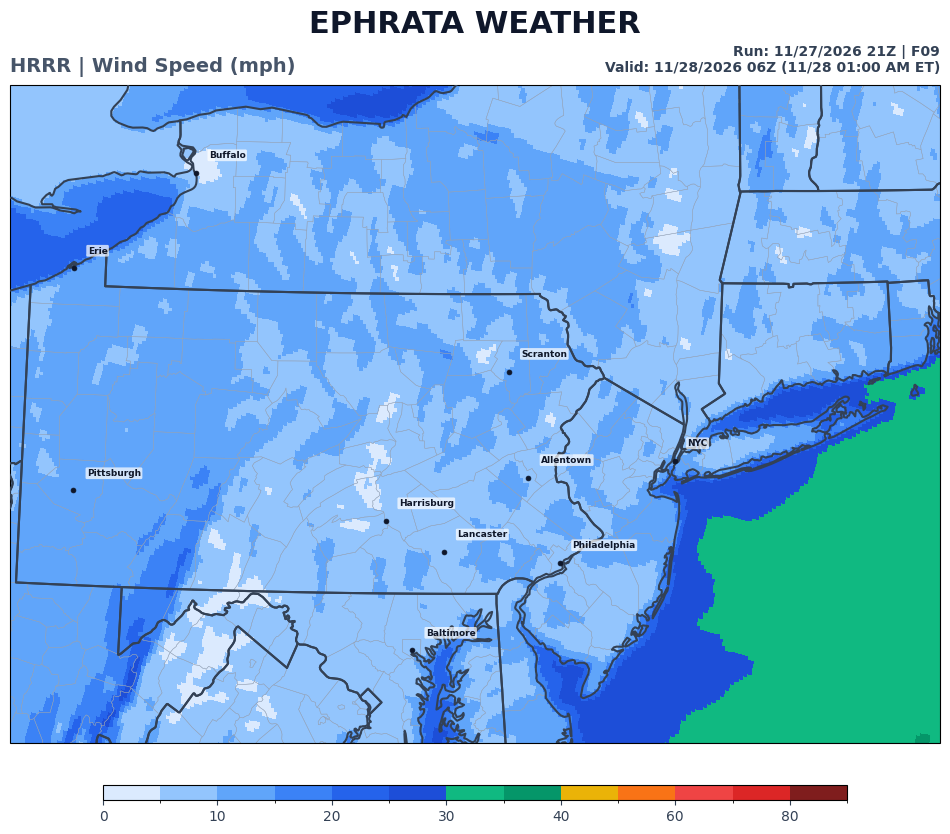 EPHRATA WEATHER
HRRR | Wind Speed (mph)
Run: 11/27/2026 21Z | F09
Valid: 11/28/2026 06Z (11/28 01:00 AM ET)
Buffalo
Erie
Scranton
NYC
Allentown
Pittsburgh
Harrisburg
Lancaster
Philadelphia
Baltimore
0 10 20 30 40 60 80